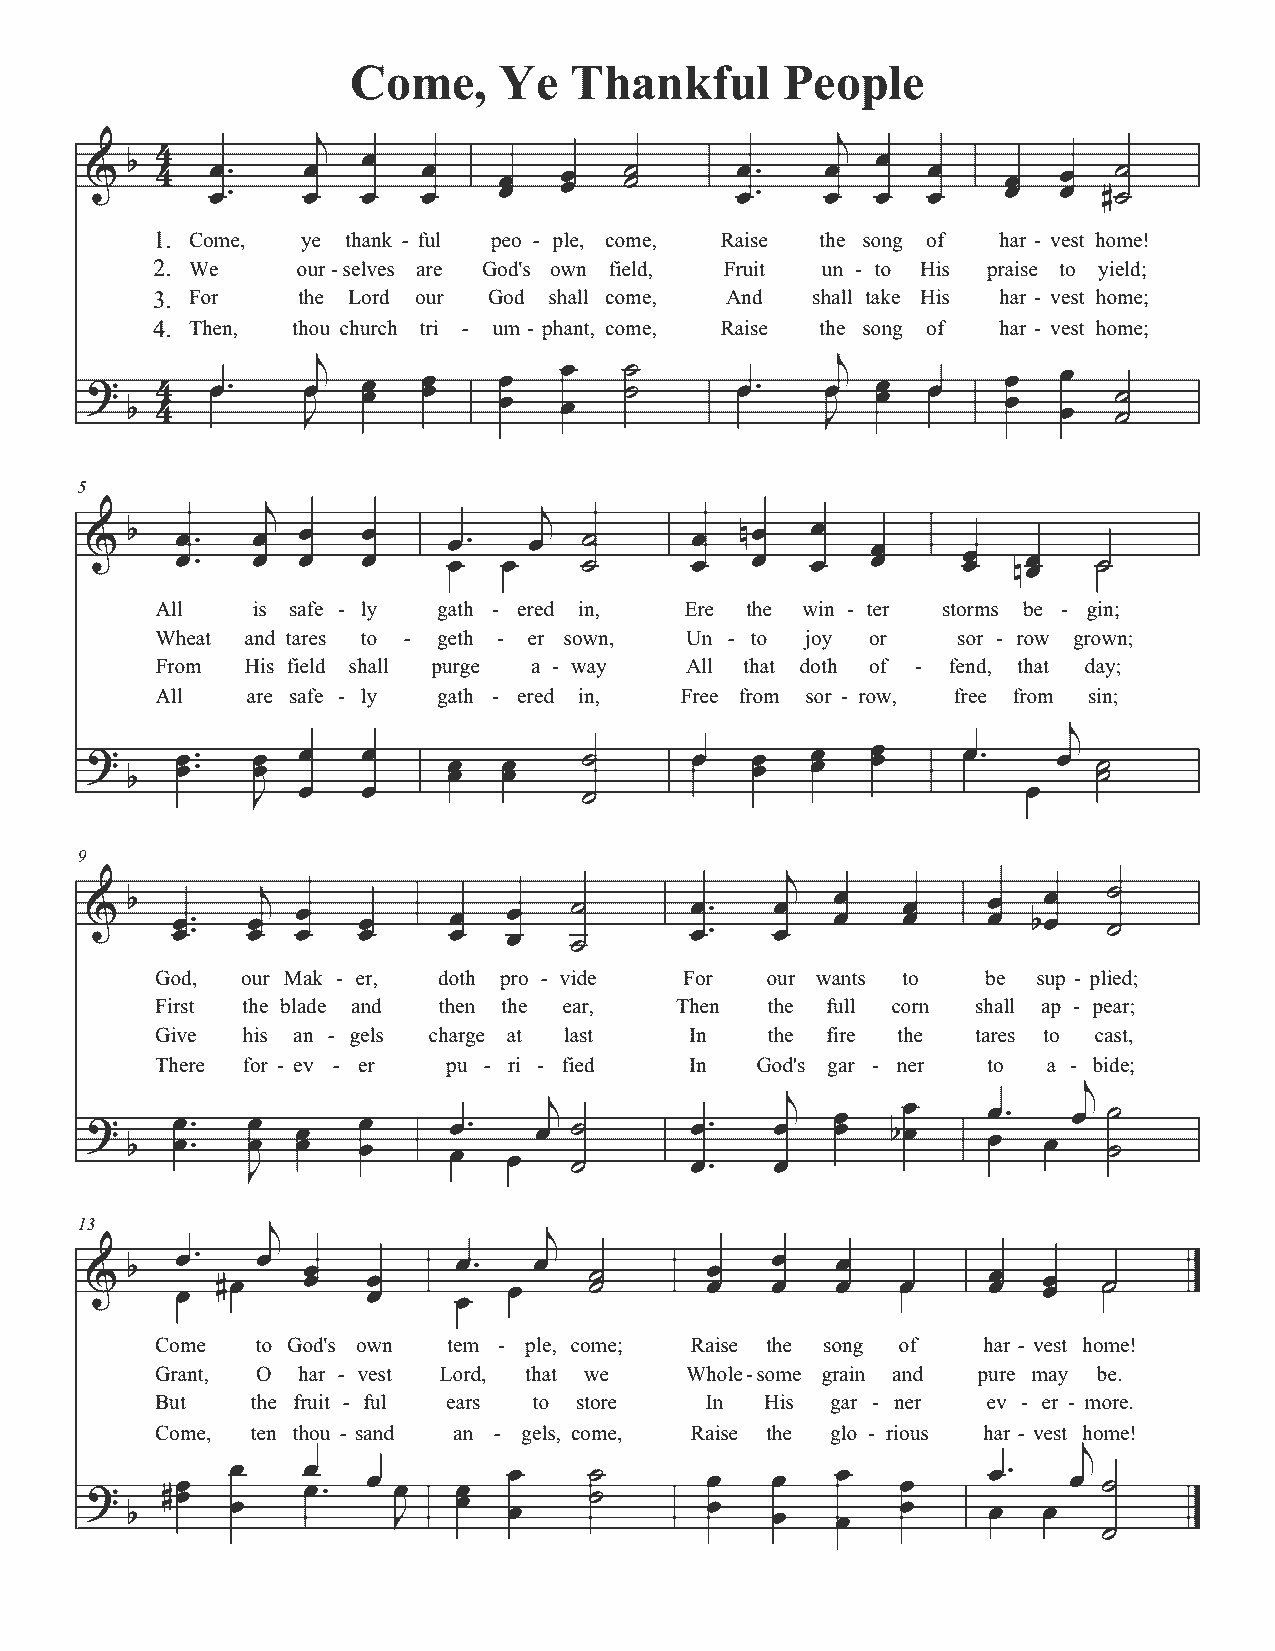 Come, Ye Thankful People
4 4
1. Come, ye thank - ful peo - ple, come, Raise the song of har - vest home!
2. We our - selves are God's own field, Fruit un - to His praise to yield;
3. For the Lord our God shall come, And shall take His har - vest home;
4. Then, thou church tri - um - phant, come, Raise the song of har - vest home;
4 4
5
All is safe - ly gath - ered in, Ere the win - ter storms be - gin;
Wheat and tares to - geth - er sown, Un - to joy or sor - row grown;
From His field shall purge a - way All that doth of - fend, that day;
All are safe - ly gath - ered in, Free from sor - row, free from sin;
9
God, our Mak - er, doth pro - vide For our wants to be sup - plied;
First the blade and then the ear, Then the full corn shall ap - pear;
Give his an - gels charge at last In the fire the tares to cast,
There for - ev - er pu - ri - fied In God's gar - ner to a - bide;
13
Come to God's own tem - ple, come; Raise the song of har - vest home!
Grant, O har - vest Lord, that we Whole - some grain and pure may be.
But the fruit - ful ears to store In His gar - ner ev - er - more.
Come, ten thou - sand an - gels, come, Raise the glo - rious har - vest home!